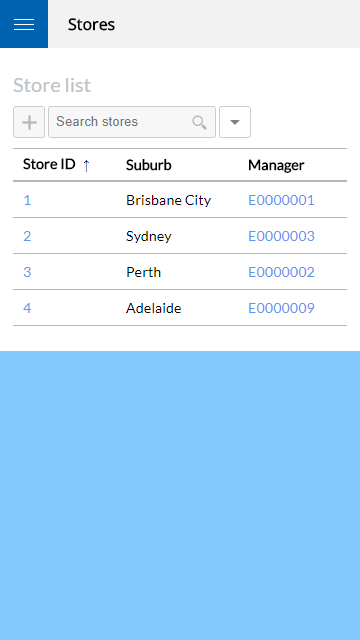 Stores
Store list
Search stores
Store ID ↑ Suburb Manager
1 Brisbane City E0000001
2 Sydney E0000003
3 Perth E0000002
4 Adelaide E0000009